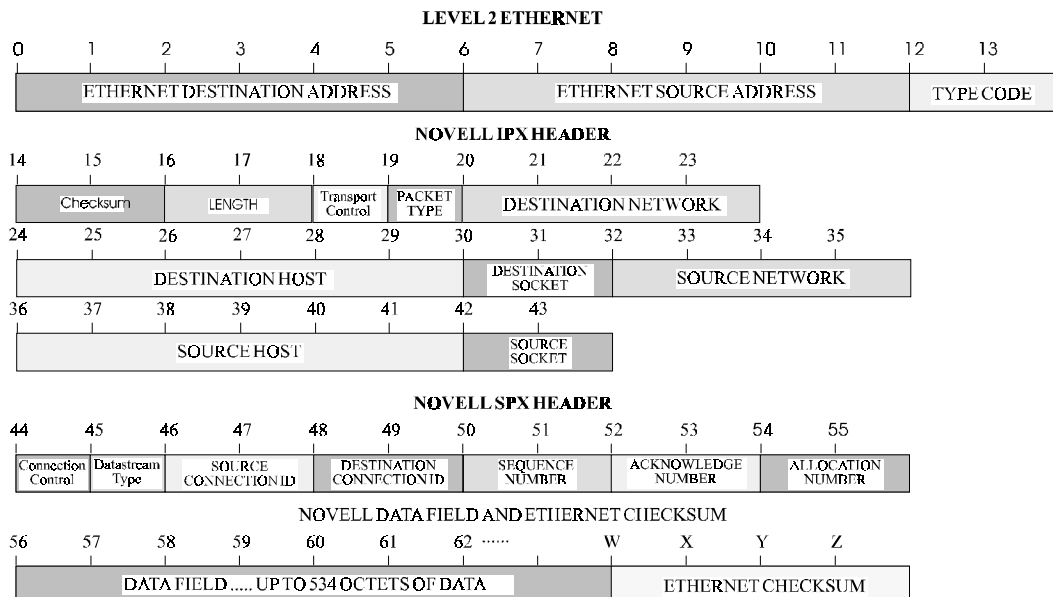 LEVEL 2 ETHERNET
0 1 2 3 4 5 6 7 8 9 10 11 12 13
ETHERNET DESTINATION ADDRESS ETHERNET SOURCE ADDRESS TYPE CODE
NOVELL IPX HEADER
14 15 16 17 18 19 20 21 22 23
Checksum LENGTH Transport Control PACKET TYPE DESTINATION NETWORK
24 25 26 27 28 29 30 31 32 33 34 35
DESTINATION HOST DESTINATION SOCKET SOURCE NETWORK
36 37 38 39 40 41 42 43
SOURCE HOST SOURCE SOCKET
NOVELL SPX HEADER
44 45 46 47 48 49 50 51 52 53 54 55
Connection Control Datastream Type SOURCE CONNECTION ID DESTINATION CONNECTION ID SEQUENCE NUMBER ACKNOWLEDGE NUMBER ALLOCATION NUMBER
NOVELL DATA FIELD AND ETHERNET CHECKSUM
56 57 58 59 60 61 62 ...... W X Y Z
DATA FIELD ..... UP TO 534 OCTETS OF DATA ETHERNET CHECKSUM